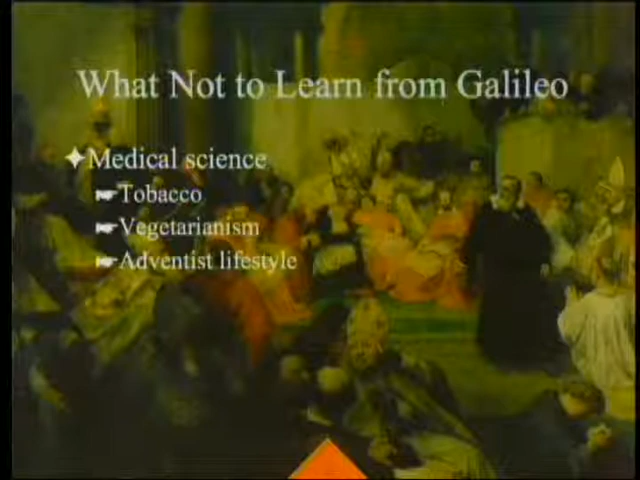 What Not to Learn from Galileo
Medical science
Tobacco
Vegetarianism
Adventist lifestyle